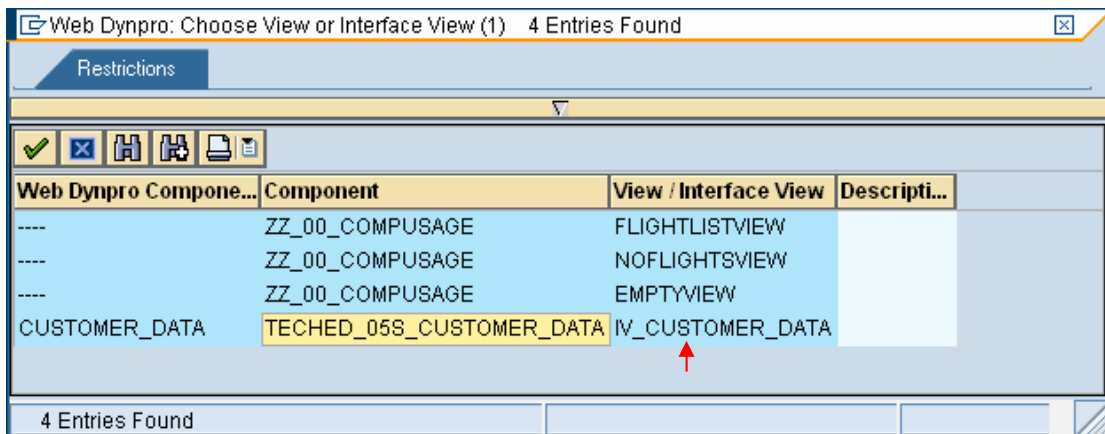 Web Dynpro: Choose View or Interface View (1) 4 Entries Found
Restrictions
Web Dynpro Compone... Component View / Interface View Descripti...
---- ZZ_00_COMPUSAGE FLIGHTLISTVIEW
---- ZZ_00_COMPUSAGE NOFLIGHTSVIEW
---- ZZ_00_COMPUSAGE EMPTYVIEW
CUSTOMER_DATA TECHED_05S_CUSTOMER_DATA IV_CUSTOMER_DATA
4 Entries Found